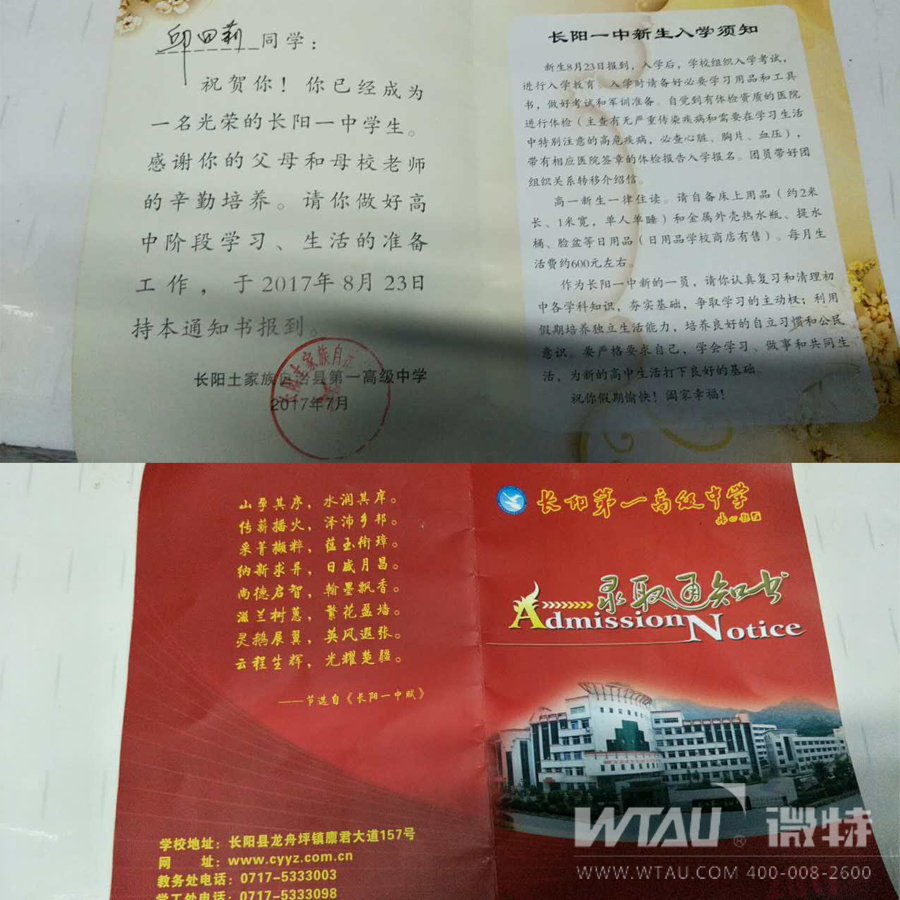 邱四莉同学：
祝贺你！你已经成为
一名光荣的长阳一中学生。
感谢你的父母和母校老师
的辛勤培养。请你做好高
中阶段学习、生活的准备
工作，于2017年8月23日
持本通知书报到。
长阳土家族自治县第一高级中学
2017年7月
长阳一中新生入学须知
新生8月23日报到，入学后，学校组织入学考试，
进行入学教育。入学时请备好必要学习用品和工具
书，做好考试和军训准备。自觉到有体检资质的医院
进行体检（主查有无严重传染疾病和需要在学习生活
中特别注意的高危疾病，必查心脏、胸片、血压），
带有相应医院签章的体检报告入学报名。团员带好团
组织关系转移介绍信。
高一新生一律住读。请自备床上用品（约2米
长、1米宽，单人单睡）和金属外壳热水瓶、提水
桶、脸盆等日用品（日用品学校商店有售）。每月生
活费约600元左右。
作为长阳一中新的一员，请你认真复习和清理初
中各学科知识，夯实基础，争取学习的主动权；利用
假期培养独立生活能力，培养良好的自立习惯和公民
意识。要严格要求自己，学会学习、做事和共同生
活，为新的高中生活打下良好的基础。
祝你假期愉快！阖家幸福！
山孕其序，水润其庠。
传薪播火，泽沛乡邦。
采菁撷粹，蕴玉衔璋。
纳新求异，日盛月昌。
尚德启智，翰墨飘香。
滋兰树蕙，繁花盈墙。
灵鹅展翼，英风遐张。
云程生辉，光耀楚疆。
——节选自《长阳一中赋》
学校地址：长阳县龙舟坪镇廪君大道157号
网 址：www.cyyz.com.cn
教务处电话：0717-5333003
学工处电话：0717-5333098
长阳第一高级中学
录取通知书
Admission Notice
WTAU 微特
WWW.WTAU.COM 400-008-2600